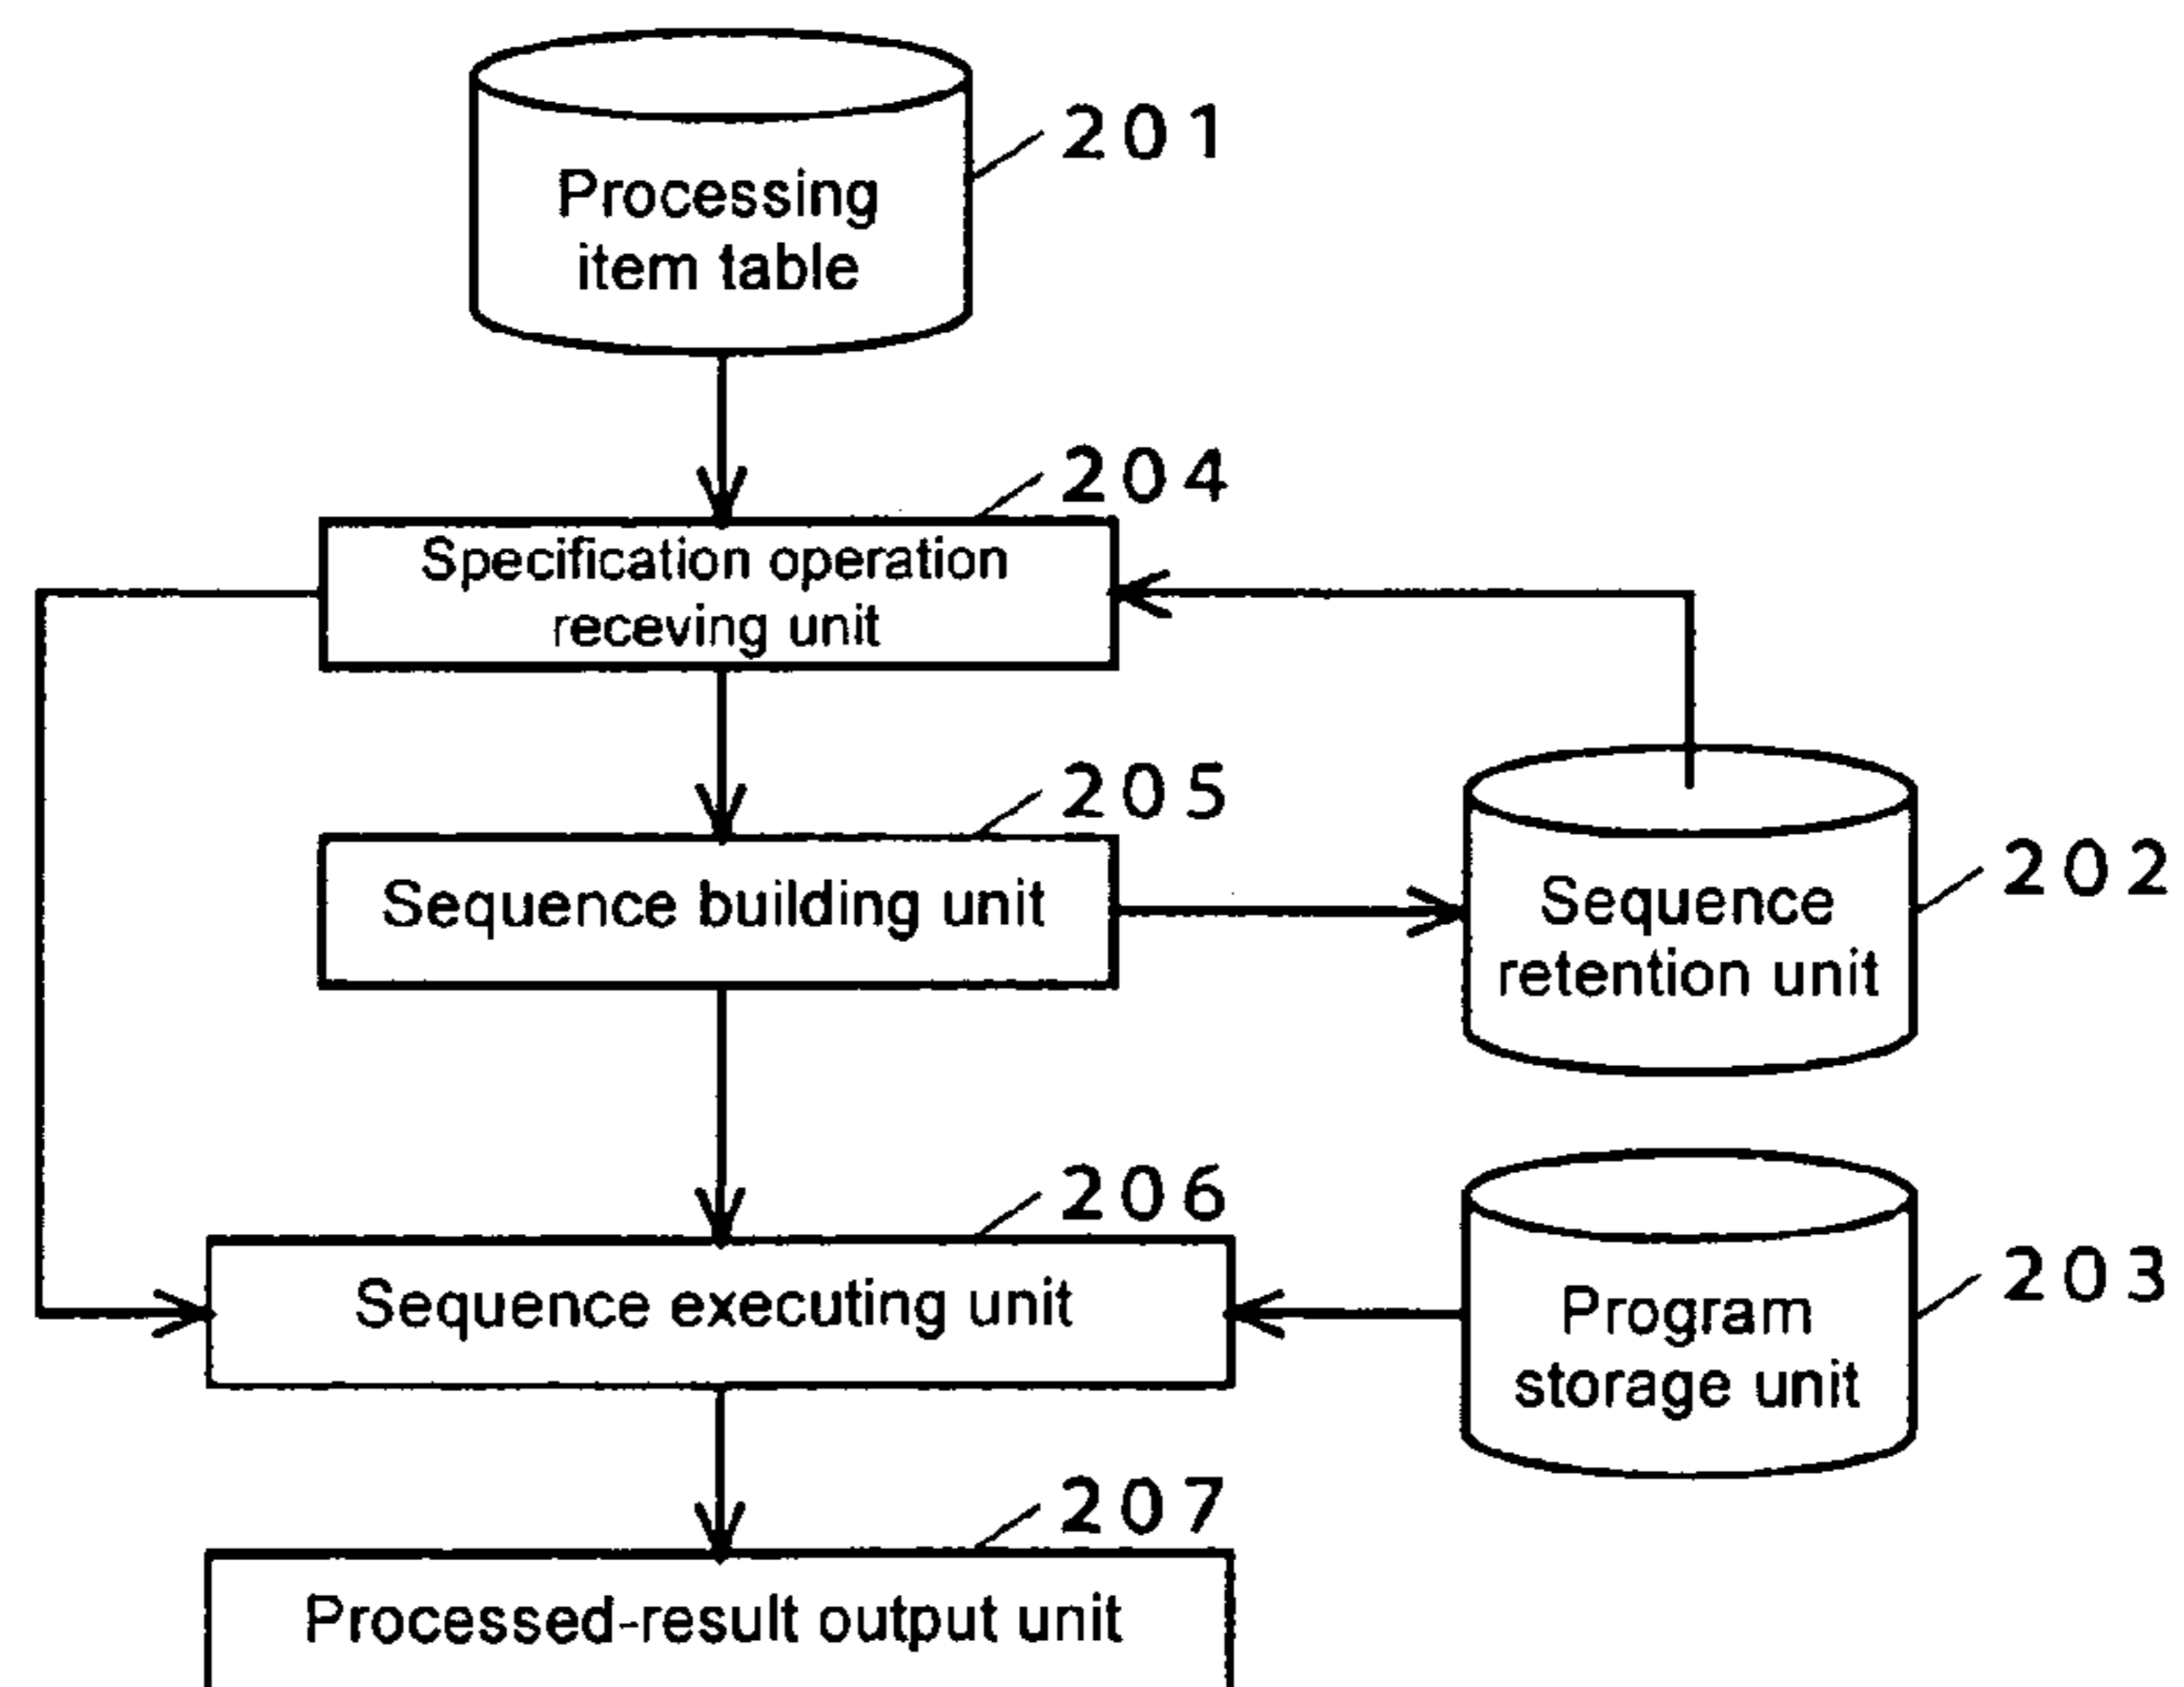 201
Processing
item table
204
Specification operation
receving unit
205
Sequence building unit
202
Sequence
retention unit
206
Sequence executing unit
203
Program
storage unit
207
Processed-result output unit